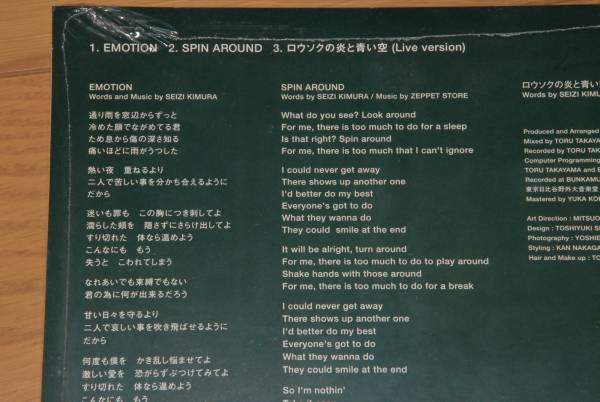 1. EMOTION 2. SPIN AROUND 3. ロウソクの炎と青い空 (Live version)
EMOTION
Words and Music by SEIZI KIMURA
通り雨を窓辺からずっと
冷めた顔でながめてる君
ため息から傷の深さ知る
痛いほどに雨がうつした
熱い夜 重ねるより
二人で苦しい事を分かち合えるように
だから
迷いも罪も この胸につき刺してよ
濡らした頬を 隠さずにさらけ出してよ
すり切れた 体なら温めよう
こんなにも もう
失うと こわれてしまう
なれあいでも束縛でもない
君の為に何が出来るだろう
甘い日々を守るより
二人で哀しい事を吹き飛ばせるように
だから
何度も僕を かき乱し悩ませてよ
激しい愛を 恐がらずぶつけてみてよ
すり切れた 体なら温めよう
こんなにも もう
SPIN AROUND
Words by SEIZI KIMURA / Music by ZEPPET STORE
What do you see? Look around
For me, there is too much to do for a sleep
Is that right? Spin around
For me, there is too much that I can't ignore
I could never get away
There shows up another one
I'd better do my best
Everyone's got to do
What they wanna do
They could smile at the end
It will be alright, turn around
For me, there is too much to do to play around
Shake hands with those around
For me, there is too much to do for a break
I could never get away
There shows up another one
I'd better do my best
Everyone's got to do
What they wanna do
They could smile at the end
So I'm nothin'
ロウソクの炎と青い
Words by SEIZI KIM
Produced and Arranged
Mixed by TORU TAKAYA
Recorded by TORU TAKA
Computer Programming
TORU TAKAYAMA and S
Recorded at BUNKAMU
東京日比谷野外大音楽堂
Mastered by YUKA KOI
Art Direction : MITSUO
Design : TOSHIYUKI S
Photography : YOSHIE
Styling : KAN NAKAGA
Hair and Make up : TO